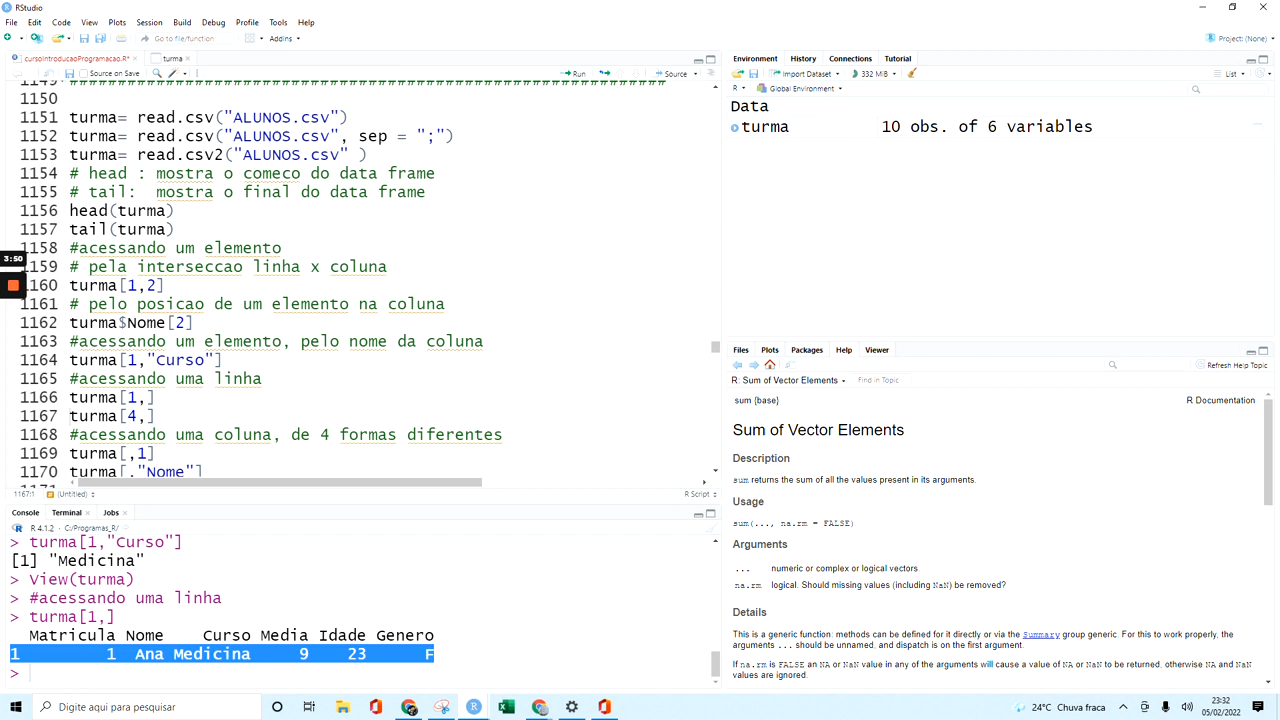 RStudio
File Edit Code View Plots Session Build Debug Profile Tools Help
Go to file/function Addins
Project: (None)
cursoIntroducaoProgramacao.R* turma
Source on Save Run Source
1150
1151 turma= read.csv("ALUNOS.csv")
1152 turma= read.csv("ALUNOS.csv", sep = ";")
1153 turma= read.csv2("ALUNOS.csv" )
1154 # head : mostra o comeco do data frame
1155 # tail: mostra o final do data frame
1156 head(turma)
1157 tail(turma)
1158 #acessando um elemento
1159 # pela interseccao linha x coluna
1160 turma[1,2]
1161 # pelo posicao de um elemento na coluna
1162 turma$Nome[2]
1163 #acessando um elemento, pelo nome da coluna
1164 turma[1,"Curso"]
1165 #acessando uma linha
1166 turma[1,]
1167 turma[4,]
1168 #acessando uma coluna, de 4 formas diferentes
1169 turma[,1]
1170 turma[,"Nome"]
3:50
1167:1 (Untitled) R Script
Console Terminal Jobs
R 4.1.2 · C:/Programas_R/
> turma[1,"Curso"]
[1] "Medicina"
> View(turma)
> #acessando uma linha
> turma[1,]
Matricula Nome Curso Media Idade Genero
1 1 Ana Medicina 9 23 F
>
Environment History Connections Tutorial
Import Dataset 332 MiB List
R Global Environment
Data
turma 10 obs. of 6 variables
Files Plots Packages Help Viewer
Refresh Help Topic
R: Sum of Vector Elements Find in Topic
sum {base} R Documentation
Sum of Vector Elements
Description
sum returns the sum of all the values present in its arguments.
Usage
sum(..., na.rm = FALSE)
Arguments
... numeric or complex or logical vectors.
na.rm logical. Should missing values (including NaN) be removed?
Details
This is a generic function: methods can be defined for it directly or via the Summary group generic. For this to work properly, the
arguments ... should be unnamed, and dispatch is on the first argument.
If na.rm is FALSE an NA or NaN value in any of the arguments will cause a value of NA or NaN to be returned, otherwise NA and NaN
values are ignored.
Digite aqui para pesquisar
24°C Chuva fraca
23:32
05/02/2022